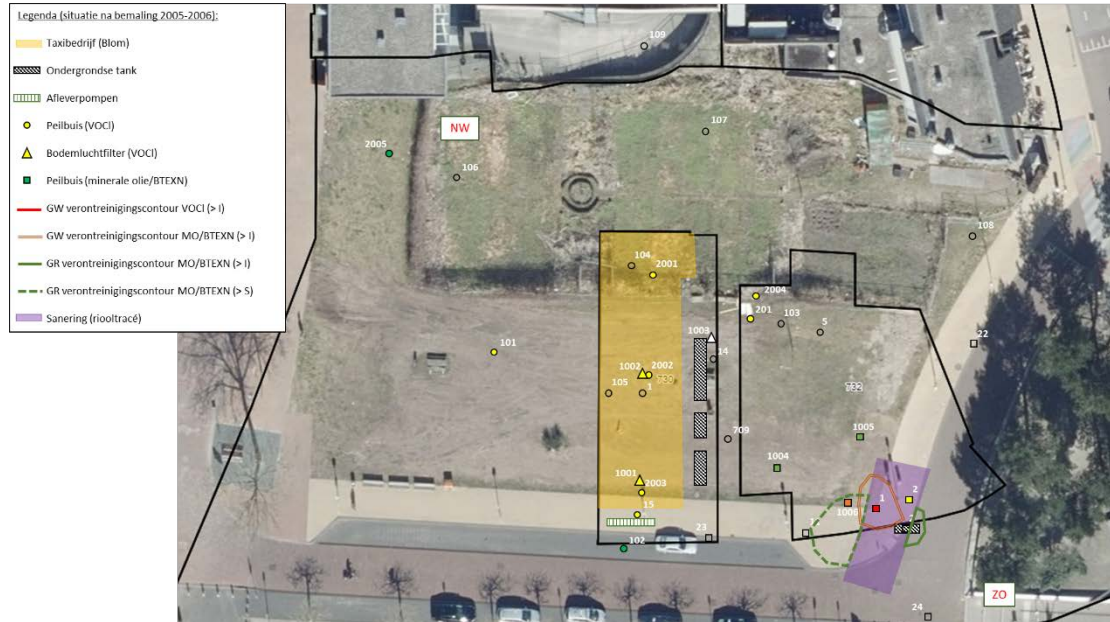 Legenda (situatie na bemaling 2005-2006):
Taxibedrijf (Blom)
Ondergrondse tank
Afleverpompen
Peilbuis (VOCl)
Bodemluchtfilter (VOCl)
Peilbuis (minerale olie/BTEXN)
GW verontreinigingscontour VOCl (> I)
GW verontreinigingscontour MO/BTEXN (> I)
GR verontreinigingscontour MO/BTEXN (> I)
GR verontreinigingscontour MO/BTEXN (> S)
Sanering (riooltracé)
109
NW
107
2005
106
108
104
2001
2004
201
103
5
22
1003
14
101
1002
2002
730
105
1
732
709
1005
1004
1001
2003
15
1006
1
2
23
102
24
ZO